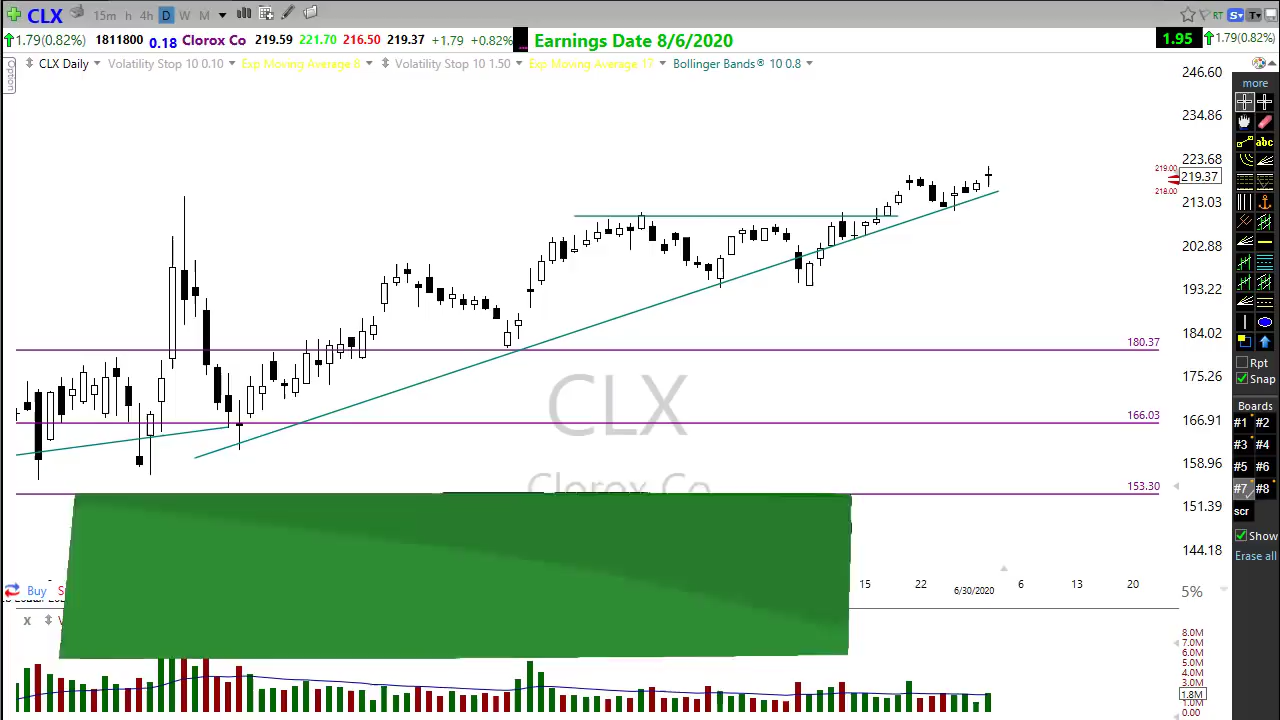 CLX 15m 1h 4h D W M RT S T
1.79(0.82%) 1811800 0.18 Clorox Co 219.59 221.70 216.50 219.37 +1.79 +0.82% Earnings Date 8/6/2020 1.95 1.79(0.82%)
Option CLX Daily Volatility Stop 10 0.10 Exp Moving Average 8 Volatility Stop 10 1.50 Exp Moving Average 17 Bollinger Bands® 10 0.8
246.60
more
234.86
abc
223.68
219.00
219.37
218.00
213.03
202.88
193.22
184.02
180.37
Rpt
175.26
Snap
CLX
Boards
166.03
166.91
#1 #2
#3 #4
158.96
#5 #6
Clorox Co
153.30
#7 #8
151.39
scr
Show
144.18
Erase all
Buy
15 22 6/30/2020 6 13 20
5%
X
8.0M
7.0M
6.0M
5.0M
4.0M
3.0M
1.8M
1.0M
0.00